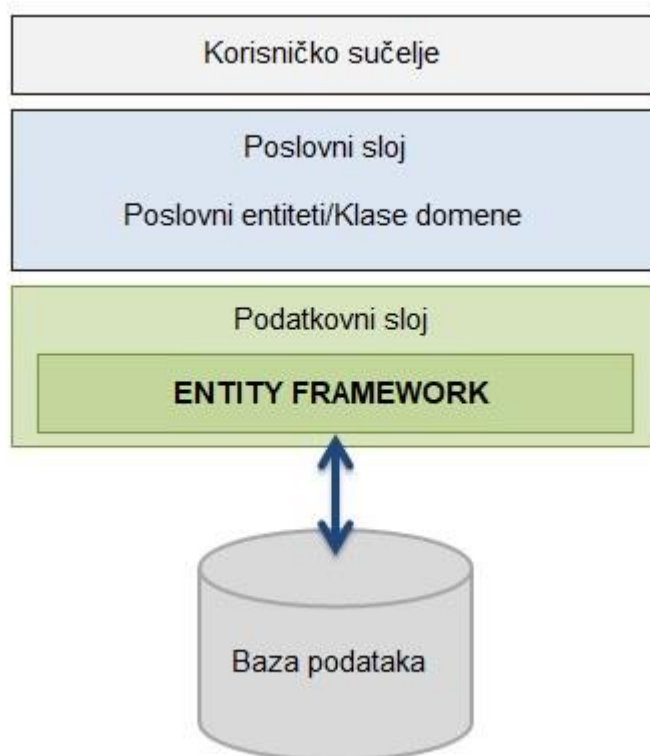 Korisničko sučelje
Poslovni sloj
Poslovni entiteti/Klase domene
Podatkovni sloj
ENTITY FRAMEWORK
Baza podataka